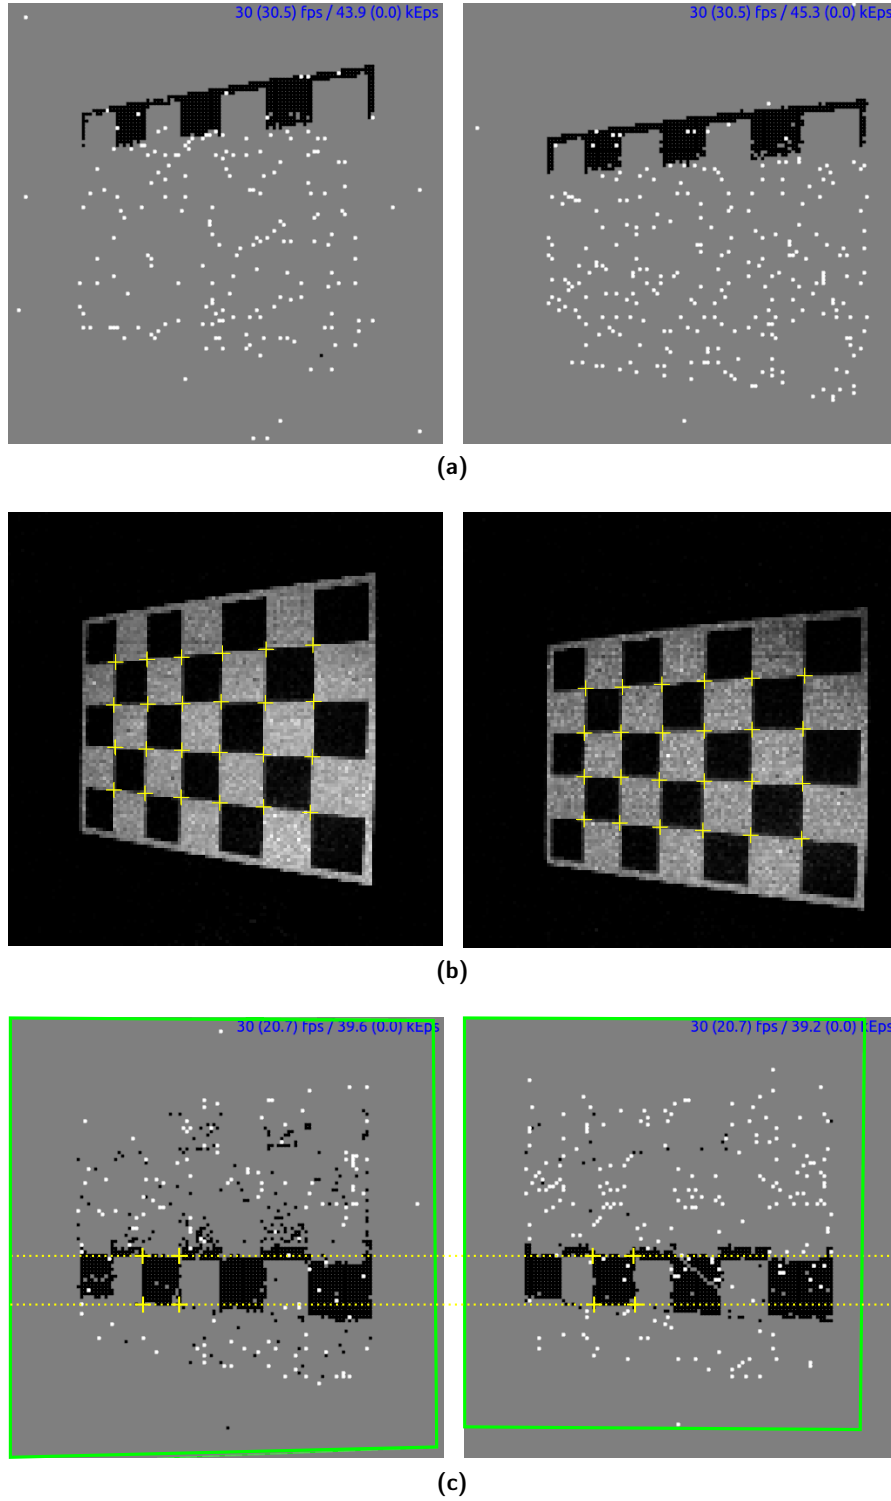 30 (30.5) fps / 43.9 (0.0) kEps
30 (30.5) fps / 45.3 (0.0) kEps
(a)
(b)
30 (20.7) fps / 39.6 (0.0) kEps
30 (20.7) fps / 39.2 (0.0) kEps
(c)